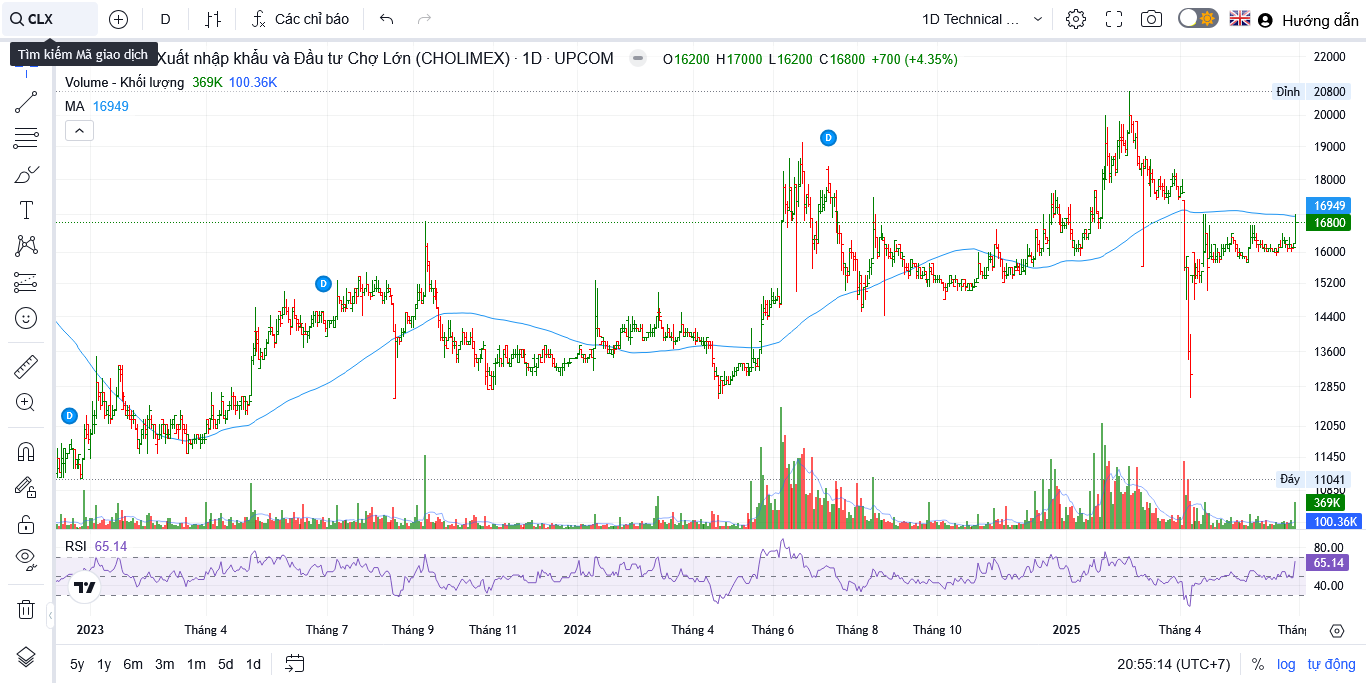 CLX
D
Các chỉ báo
1D Technical ...
Hướng dẫn
Tìm kiếm Mã giao dịch
Xuất nhập khẩu và Đầu tư Chợ Lớn (CHOLIMEX) · 1D · UPCOM
O16200 H17000 L16200 C16800 +700 (+4.35%)
Volume - Khối lượng 369K 100.36K
MA 16949
22000
Đỉnh 20800
20000
19000
18000
16949
16800
16000
15200
14400
13600
12850
12050
11450
Đáy 11041
10850
369K
100.36K
D
D
D
D
RSI 65.14
80.00
65.14
40.00
2023 Tháng 4 Tháng 7 Tháng 9 Tháng 11 2024 Tháng 4 Tháng 6 Tháng 8 Tháng 10 2025 Tháng 4 Tháng
5y 1y 6m 3m 1m 5d 1d
20:55:14 (UTC+7) % log tự động